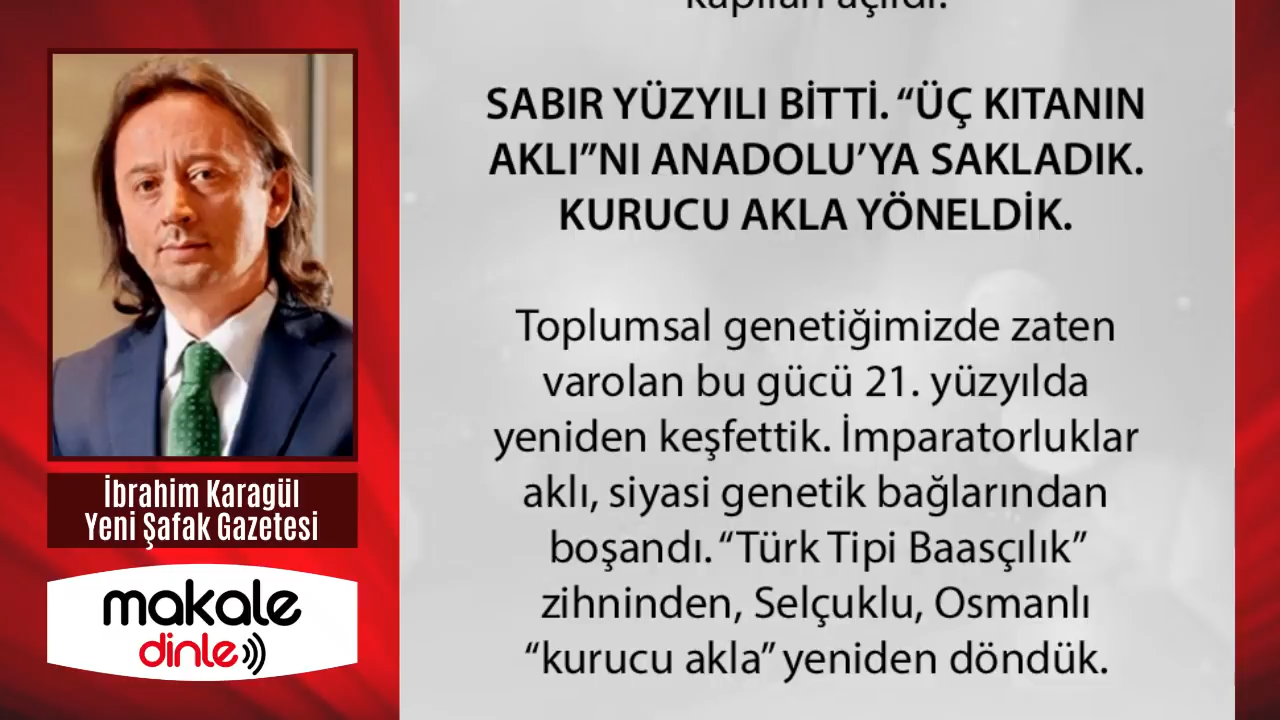 kapıları açıldı.
SABIR YÜZYILI BİTTİ. “ÜÇ KITANIN
AKLI”NI ANADOLU’YA SAKLADIK.
KURUCU AKLA YÖNELDİK.
Toplumsal genetiğimizde zaten
varolan bu gücü 21. yüzyılda
yeniden keşfettik. İmparatorluklar
aklı, siyasi genetik bağlarından
boşandı. “Türk Tipi Baasçılık”
zihninden, Selçuklu, Osmanlı
“kurucu akla” yeniden döndük.
İbrahim Karagül
Yeni Şafak Gazetesi
makale
dinle